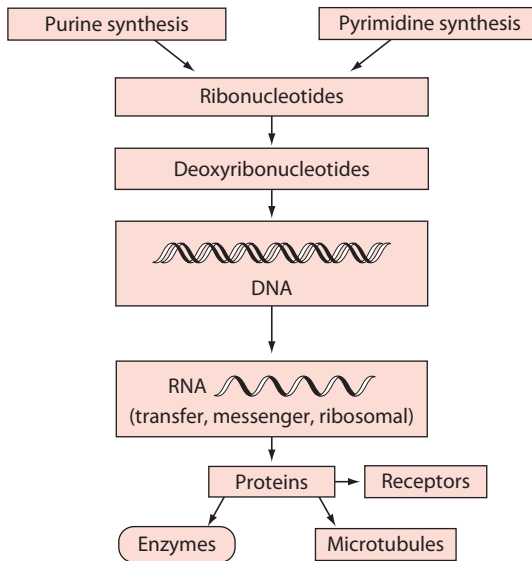 Purine synthesis
Pyrimidine synthesis
Ribonucleotides
Deoxyribonucleotides
DNA
RNA
(transfer, messenger, ribosomal)
Proteins
Receptors
Enzymes
Microtubules